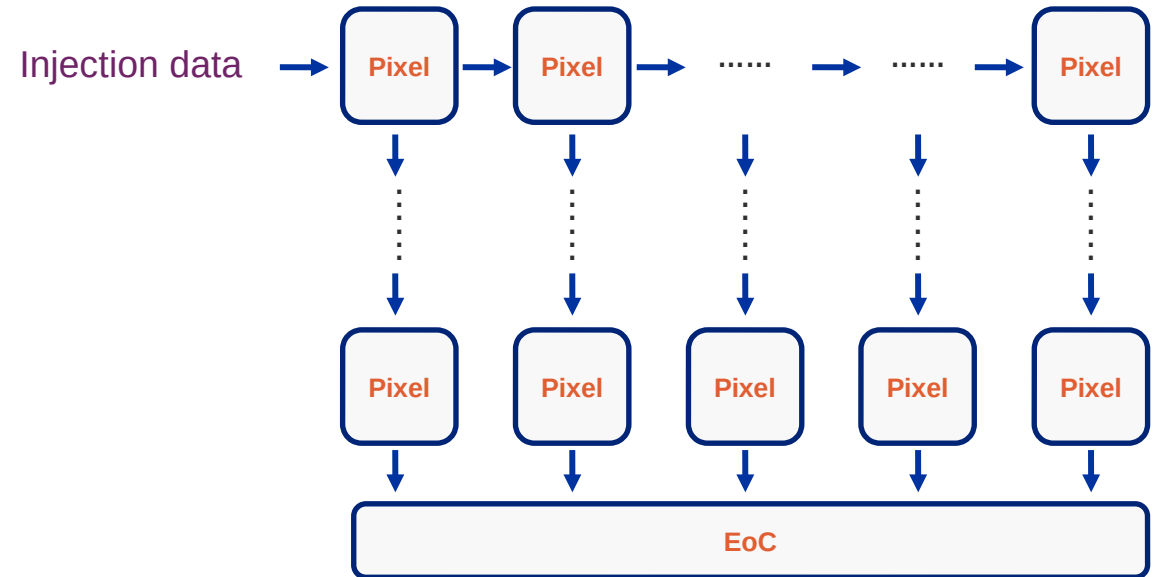 Injection data Pixel Pixel ...... ...... Pixel
Pixel Pixel Pixel Pixel Pixel
EoC